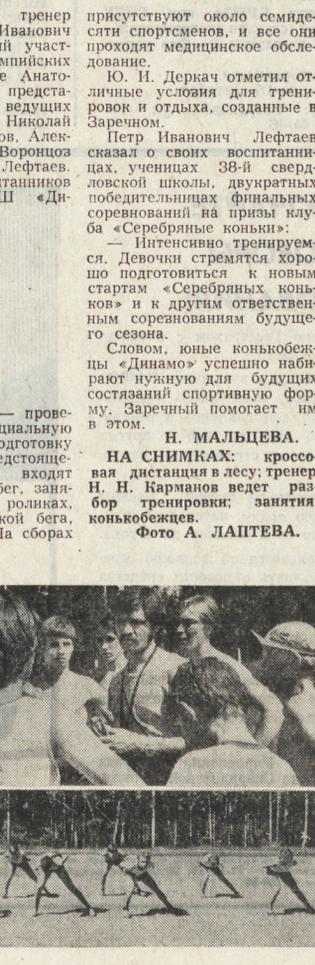 тренер
Иванович
й участ-
мпийских
е Анато-
предста-
ведущих
Николай
ов, Алек-
Воронцов
Лефтаев.
итанников
Ш «Ди-
— прове-
циальную
одготовку
едстояще-
входят
бег, заня-
роликах,
кой бега,
На сборах
присутствуют около семиде-
сяти спортсменов, и все они
проходят медицинское обсле-
дование.
Ю. И. Деркач отметил от-
личные условия для трени-
ровок и отдыха, созданные в
Заречном.
Петр Иванович Лефтаев
сказал о своих воспитанни-
цах, ученицах 38-й сверд-
ловской школы, двукратных
победительницах финальных
соревнований на призы клу-
ба «Серебряные коньки»:
— Интенсивно тренируем-
ся. Девочки стремятся хоро-
шо подготовиться к новым
стартам «Серебряных конь-
ков» и к другим ответствен-
ным соревнованиям будуще-
го сезона.
Словом, юные конькобеж-
цы «Динамо» успешно наби-
рают нужную для будущих
состязаний спортивную фор-
му. Заречный помогает им
в этом.
Н. МАЛЬЦЕВА.
НА СНИМКАХ: кроссо-
вая дистанция в лесу; тренер
Н. Н. Карманов ведет раз-
бор тренировки; занятия
конькобежцев.
Фото А. ЛАПТЕВА.